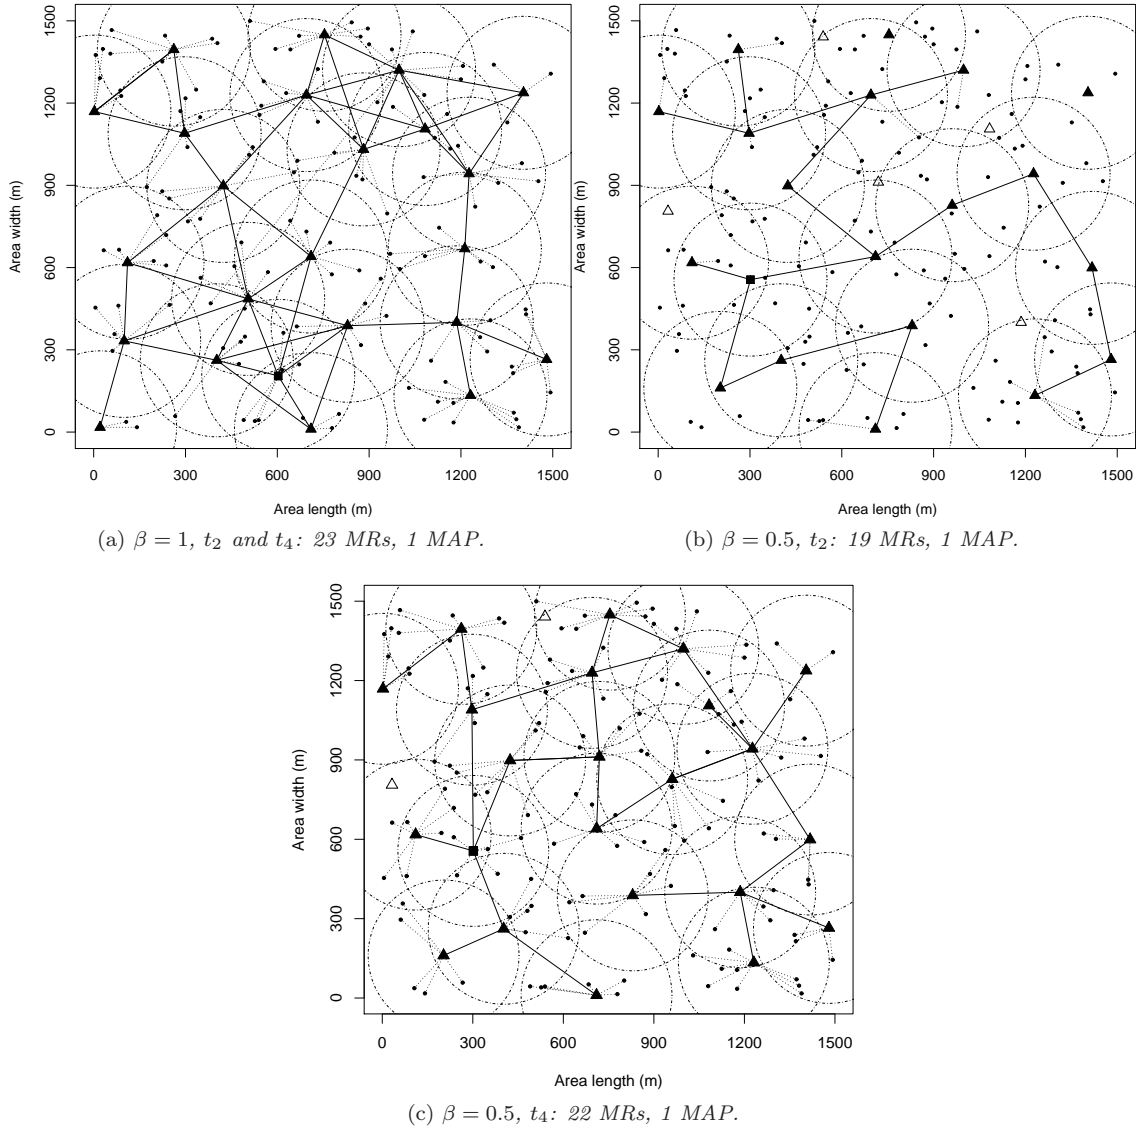 1500
1200
900
600
300
0
Area width (m)
0 300 600 900 1200 1500
Area length (m)
(a) β = 1, t₂ and t₄: 23 MRs, 1 MAP.
1500
1200
900
600
300
0
Area width (m)
0 300 600 900 1200 1500
Area length (m)
(b) β = 0.5, t₂: 19 MRs, 1 MAP.
1500
1200
900
600
300
0
Area width (m)
0 300 600 900 1200 1500
Area length (m)
(c) β = 0.5, t₄: 22 MRs, 1 MAP.